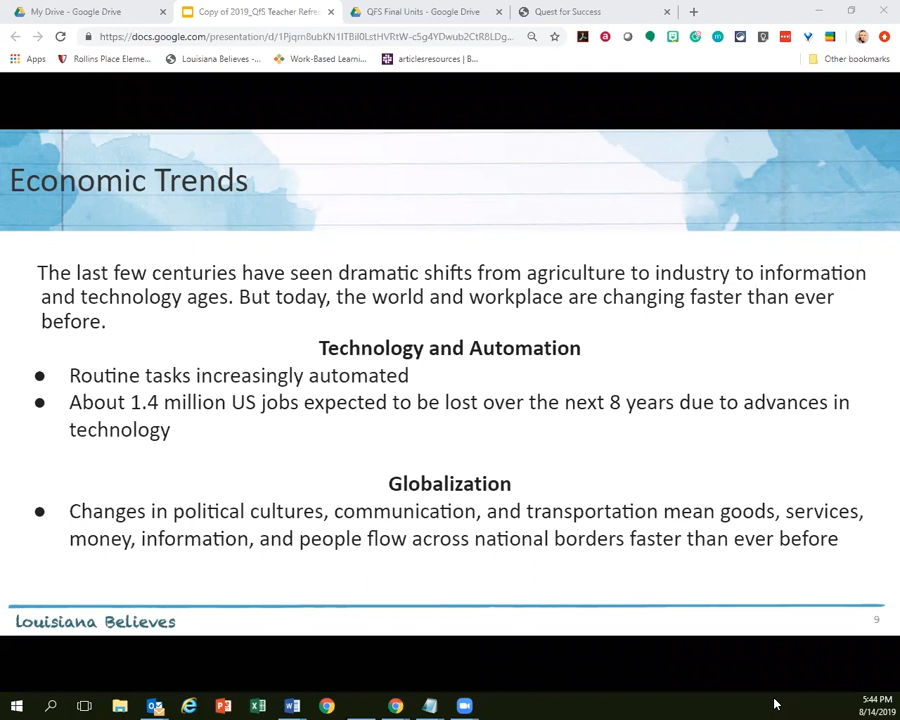 My Drive - Google Drive
Copy of 2019_QfS Teacher Refres
QFS Final Units - Google Drive
Quest for Success
Apps
Rollins Place Eleme...
Louisiana Believes -...
Work-Based Learni...
articlesresources | B...
Other bookmarks
Economic Trends
The last few centuries have seen dramatic shifts from agriculture to industry to information
and technology ages. But today, the world and workplace are changing faster than ever
before.
Technology and Automation
● Routine tasks increasingly automated
● About 1.4 million US jobs expected to be lost over the next 8 years due to advances in
technology
Globalization
● Changes in political cultures, communication, and transportation mean goods, services,
money, information, and people flow across national borders faster than ever before
Louisiana Believes
9
5:44 PM
8/14/2019